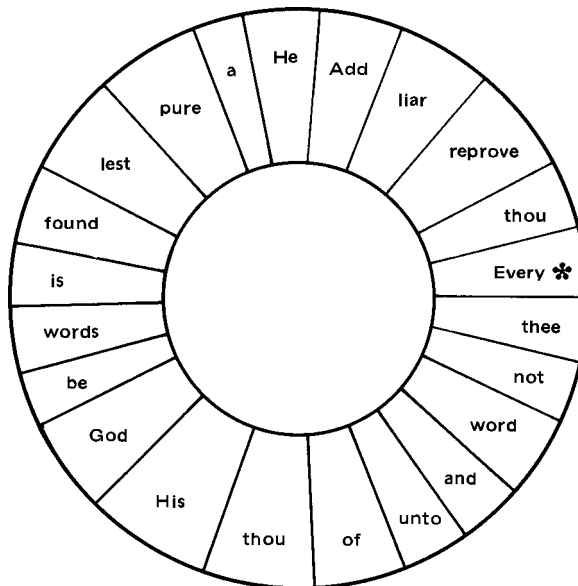 Every *
thee
not
word
and
unto
of
thou
His
God
be
words
is
found
lest
pure
a
He
Add
liar
reprove
thou